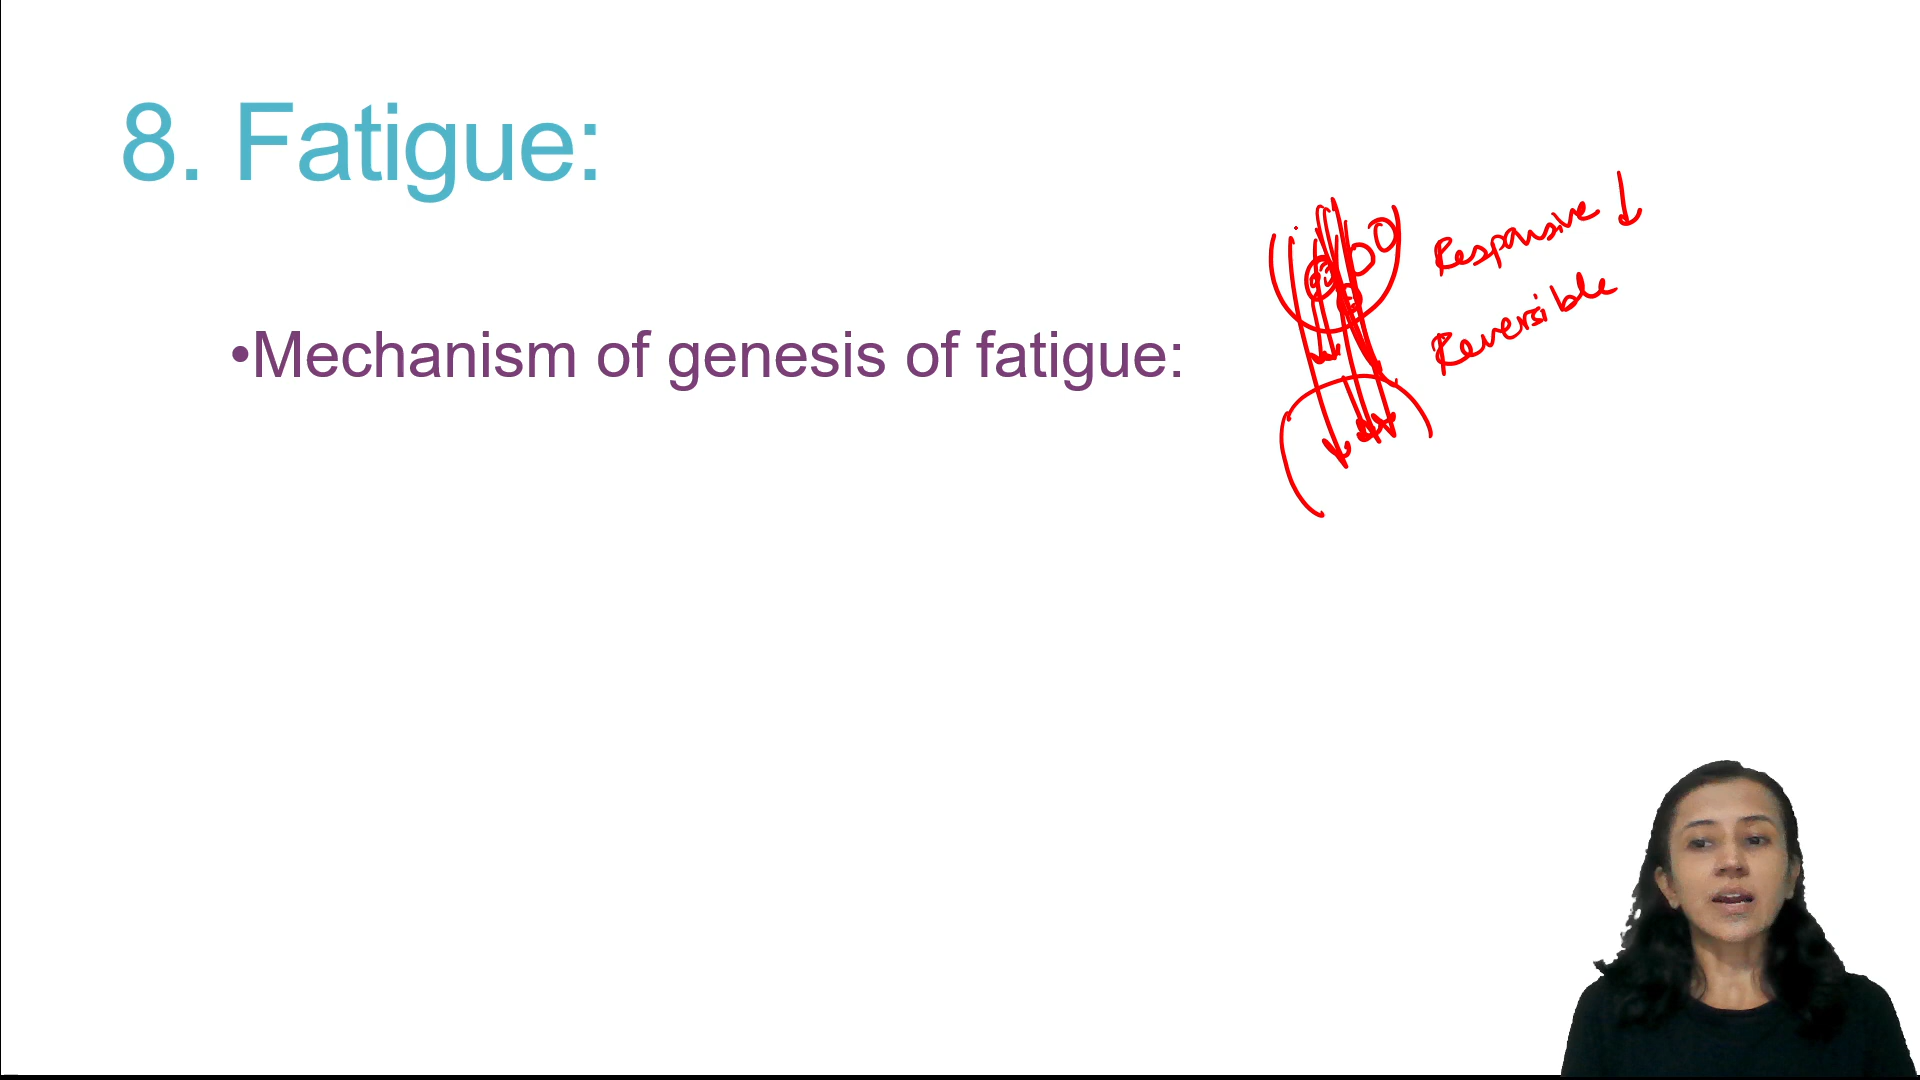 8. Fatigue:
Responsive ↓
Reversible
•Mechanism of genesis of fatigue: